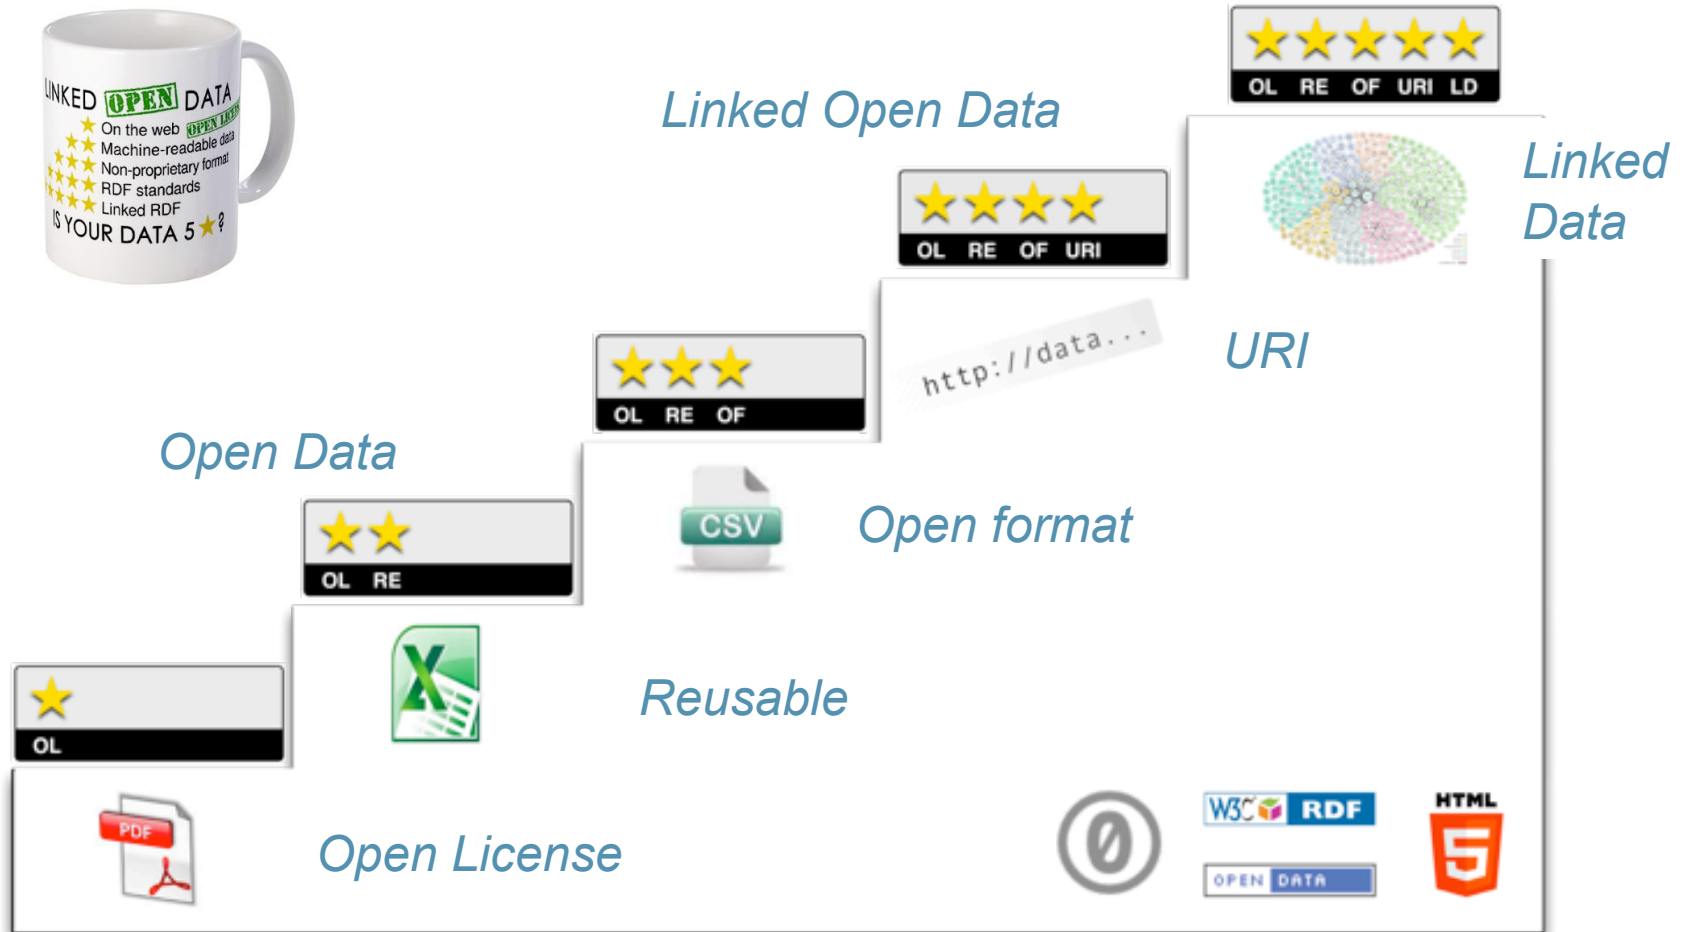 LINKED OPEN DATA
On the web OPEN LICENSE
Machine-readable data
Non-proprietary format
RDF standards
Linked RDF
IS YOUR DATA 5 ★?
OL RE OF URI LD
Linked Open Data
Linked
Data
OL RE OF URI
http://data...
URI
OL RE OF
Open Data
CSV
Open format
OL RE
Reusable
OL
PDF
Open License
0
W3C RDF
OPEN DATA
HTML
5